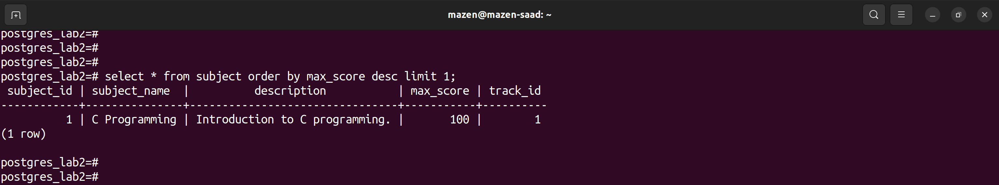 mazen@mazen-saad: ~
postgres_lab2=#
postgres_lab2=#
postgres_lab2=#
postgres_lab2=# select * from subject order by max_score desc limit 1;
 subject_id | subject_name  |          description           | max_score | track_id
------------+---------------+--------------------------------+-----------+----------
          1 | C Programming | Introduction to C programming. |       100 |        1
(1 row)

postgres_lab2=#
postgres_lab2=#